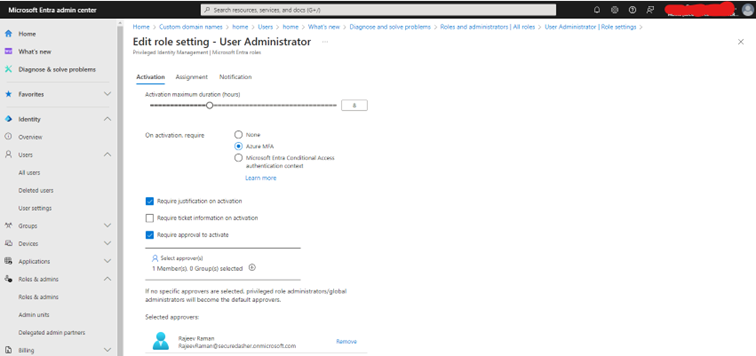 Microsoft Entra admin center
Search resources, services, and docs (G+/)
Home
What's new
Diagnose & solve problems
Favorites
Identity
Overview
Users
All users
Deleted users
User settings
Groups
Devices
Applications
Roles & admins
Roles & admins
Admin units
Delegated admin partners
Billing
Home > Custom domain names > Users > Home > What's new > Diagnose and solve problems > Roles and administrators | All roles > User Administrator | Role settings >
Edit role setting - User Administrator ...
Privileged Identity Management | Microsoft Entra roles
Activation Assignment Notification
Activation maximum duration (hours)
8
On activation, require
None
Azure MFA
Microsoft Entra Conditional Access
authentication context
Learn more
Require justification on activation
Require ticket information on activation
Require approval to activate
Select approver(s)
1 Member(s), 0 Group(s) selected
If no specific approvers are selected, privileged role administrators/global
administrators will become the default approvers.
Selected approvers:
Rajeev Raman
RajeevRaman@securedasher.onmicrosoft.com
Remove